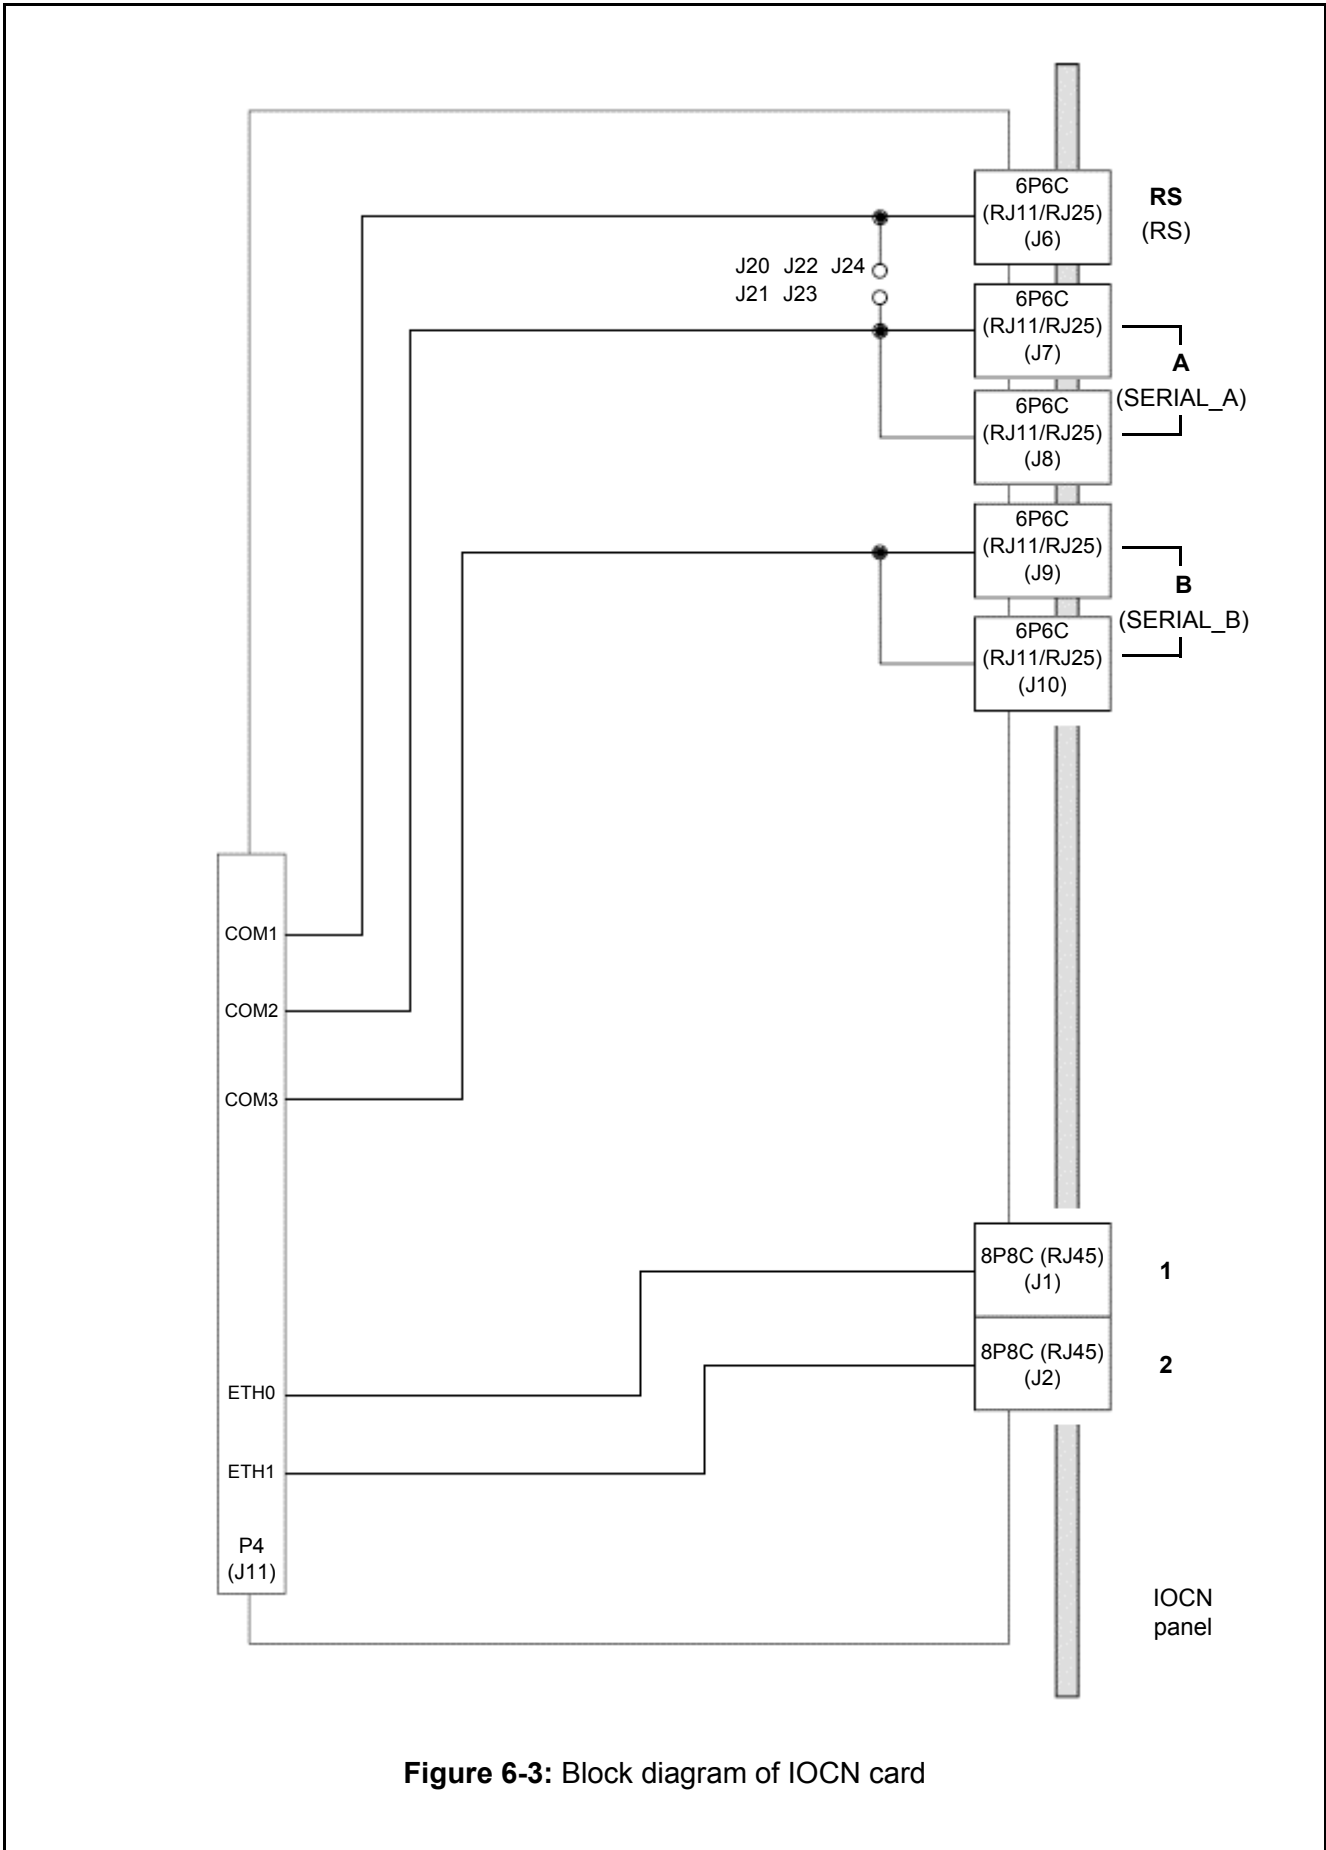 6P6C
(RJ11/RJ25)
(J6)
RS
(RS)
J20 J22 J24
J21 J23
6P6C
(RJ11/RJ25)
(J7)
A
(SERIAL_A)
6P6C
(RJ11/RJ25)
(J8)
6P6C
(RJ11/RJ25)
(J9)
B
(SERIAL_B)
6P6C
(RJ11/RJ25)
(J10)
COM1
COM2
COM3
8P8C (RJ45)
(J1)
1
8P8C (RJ45)
(J2)
2
ETH0
ETH1
P4
(J11)
IOCN
panel
Figure 6-3: Block diagram of IOCN card